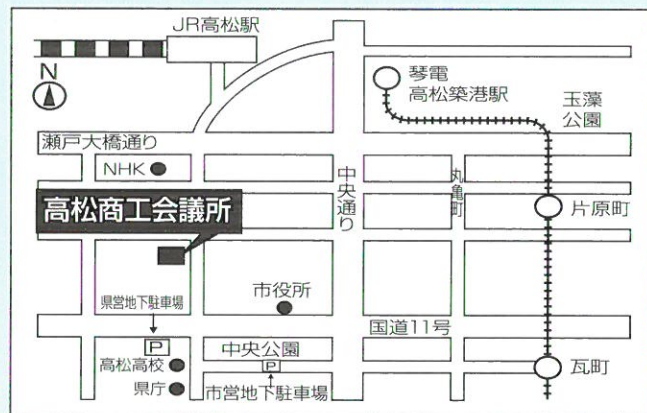 JR高松駅
N
琴電
高松築港駅
玉藻
公園
瀬戸大橋通り
NHK
中央通り
丸亀町
高松商工会議所
片原町
県営地下駐車場
市役所
国道11号
P
中央公園
高松高校
P
瓦町
県庁
市営地下駐車場